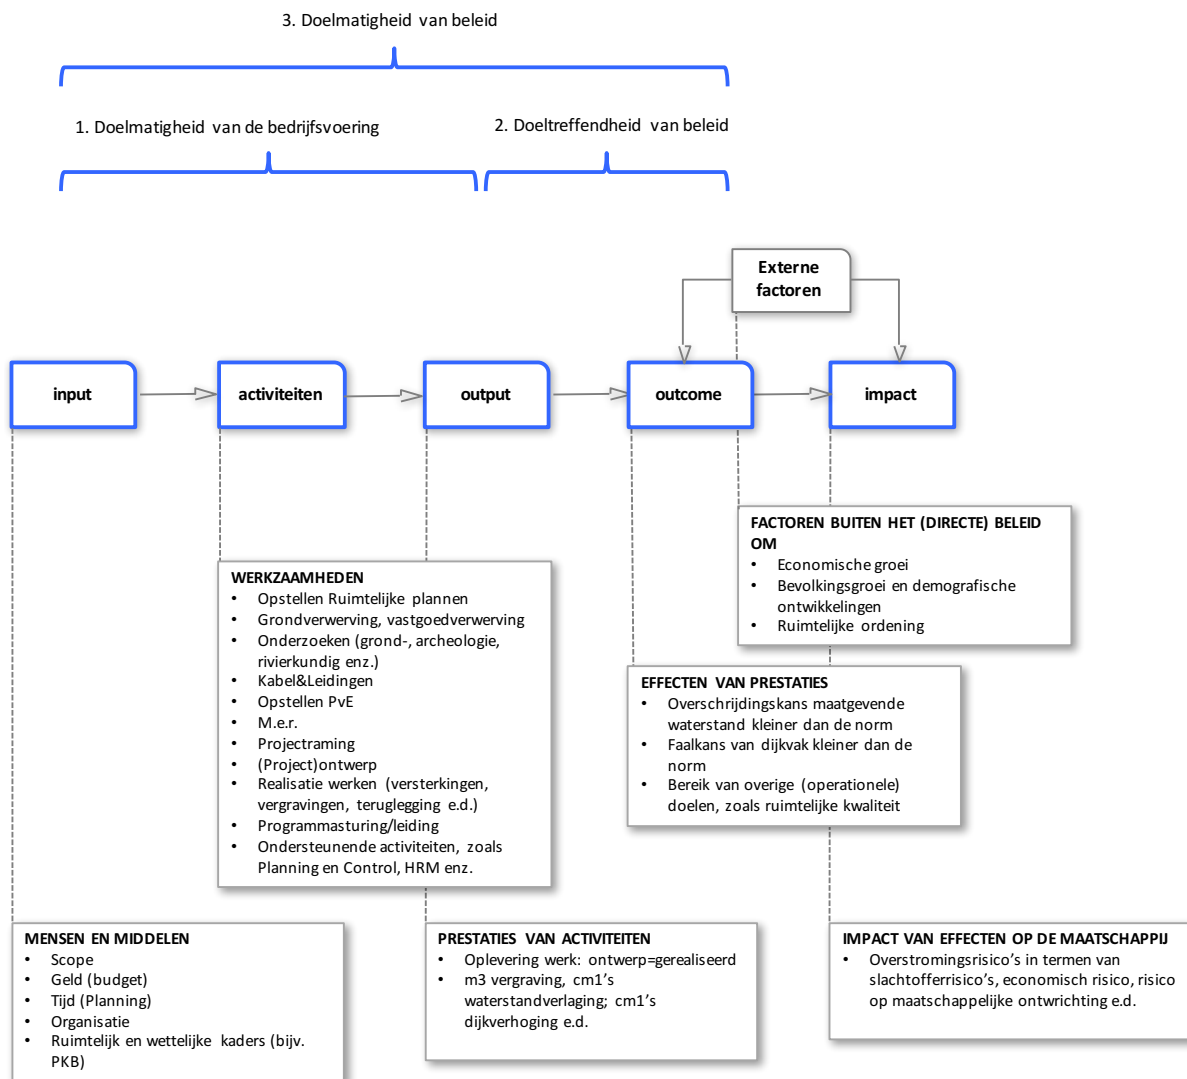 3. Doelmatigheid van beleid
1. Doelmatigheid van de bedrijfsvoering
2. Doeltreffendheid van beleid
Externe
factoren
input
activiteiten
output
outcome
impact
FACTOREN BUITEN HET (DIRECTE) BELEID
OM
• Economische groei
• Bevolkingsgroei en demografische
ontwikkelingen
• Ruimtelijke ordening
WERKZAAMHEDEN
• Opstellen Ruimtelijke plannen
• Grondverwerving, vastgoedverwerving
• Onderzoeken (grond-, archeologie,
rivierkundig enz.)
• Kabel&Leidingen
• Opstellen PvE
• M.e.r.
• Projectraming
• (Project)ontwerp
• Realisatie werken (versterkingen,
vergravingen, teruglegging e.d.)
• Programmasturing/leiding
• Ondersteunende activiteiten, zoals
Planning en Control, HRM enz.
EFFECTEN VAN PRESTATIES
• Overschrijdingskans maatgevende
waterstand kleiner dan de norm
• Faalkans van dijkvak kleiner dan de
norm
• Bereik van overige (operationele)
doelen, zoals ruimtelijke kwaliteit
MENSEN EN MIDDELEN
• Scope
• Geld (budget)
• Tijd (Planning)
• Organisatie
• Ruimtelijk en wettelijke kaders (bijv.
PKB)
PRESTATIES VAN ACTIVITEITEN
• Oplevering werk: ontwerp=gerealiseerd
• m3 vergraving, cm1's
waterstandverlaging; cm1's
dijkverhoging e.d.
IMPACT VAN EFFECTEN OP DE MAATSCHAPPIJ
• Overstromingsrisico's in termen van
slachtofferrisico's, economisch risico, risico
op maatschappelijke ontwrichting e.d.